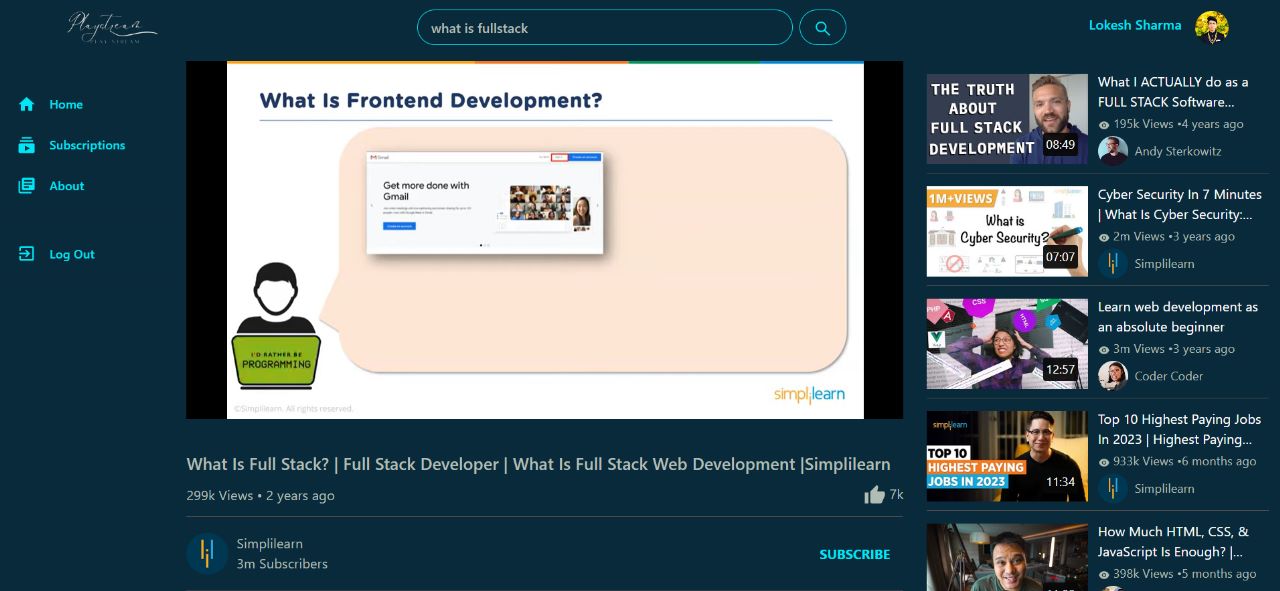 Playstream
what is fullstack
Lokesh Sharma
Home
Subscriptions
About
Log Out
What Is Frontend Development?
Gmail
Get more done with
Gmail
I'D RATHER BE
PROGRAMMING
©Simplilearn. All rights reserved.
simplilearn
What Is Full Stack? | Full Stack Developer | What Is Full Stack Web Development |Simplilearn
299k Views • 2 years ago
7k
Simplilearn
3m Subscribers
SUBSCRIBE
THE TRUTH
ABOUT
FULL STACK
DEVELOPMENT
08:49
What I ACTUALLY do as a
FULL STACK Software...
195k Views •4 years ago
Andy Sterkowitz
1M+VIEWS
What is
Cyber Security?
07:07
Cyber Security In 7 Minutes
| What Is Cyber Security:...
2m Views •3 years ago
Simplilearn
PHP
CSS
HTML
12:57
Learn web development as
an absolute beginner
3m Views •3 years ago
Coder Coder
simplilearn
TOP 10
HIGHEST PAYING
JOBS IN 2023
11:34
Top 10 Highest Paying Jobs
In 2023 | Highest Paying...
933k Views •6 months ago
Simplilearn
How Much HTML, CSS, &
JavaScript Is Enough? |...
398k Views •5 months ago